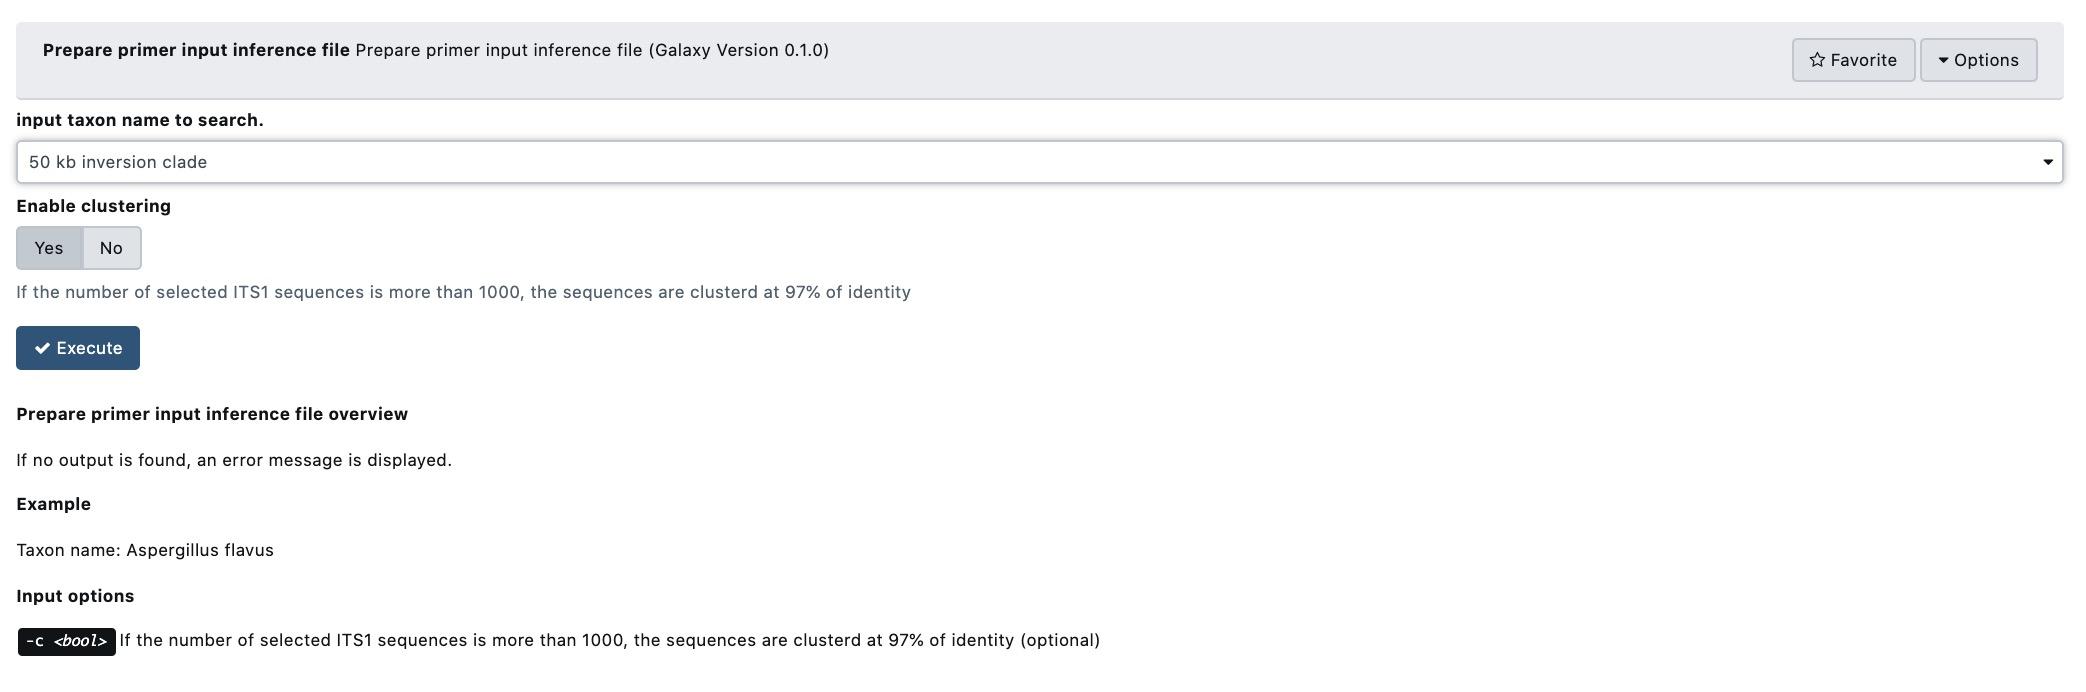 Prepare primer input inference file Prepare primer input inference file (Galaxy Version 0.1.0)
Favorite
Options
input taxon name to search.
50 kb inversion clade
Enable clustering
Yes No
If the number of selected ITS1 sequences is more than 1000, the sequences are clusterd at 97% of identity
Execute
Prepare primer input inference file overview
If no output is found, an error message is displayed.
Example
Taxon name: Aspergillus flavus
Input options
-c <bool> If the number of selected ITS1 sequences is more than 1000, the sequences are clusterd at 97% of identity (optional)